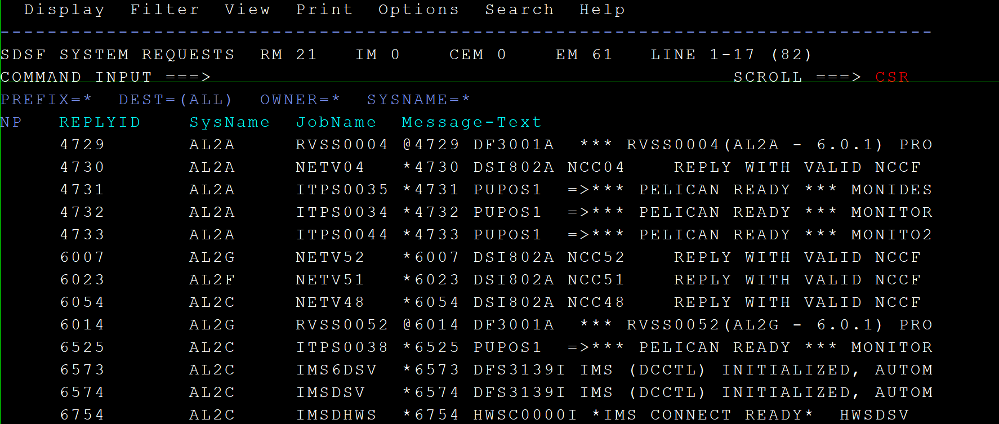 Display  Filter  View  Print  Options  Search  Help
-------------------------------------------------------------------------------
SDSF SYSTEM REQUESTS  RM 21   IM 0    CEM 0    EM 61   LINE 1-17 (82)
COMMAND INPUT ===>                                            SCROLL ===> CSR
PREFIX=*  DEST=(ALL)  OWNER=*  SYSNAME=*
NP   REPLYID    SysName  JobName  Message-Text
4729       AL2A     RVSS0004 @4729 DF3001A  *** RVSS0004(AL2A - 6.0.1) PRO
4730       AL2A     NETV04   *4730 DSI802A NCC04    REPLY WITH VALID NCCF
4731       AL2A     ITPS0035 *4731 PUPOS1  =>*** PELICAN READY *** MONIDES
4732       AL2A     ITPS0034 *4732 PUPOS1  =>*** PELICAN READY *** MONITOR
4733       AL2A     ITPS0044 *4733 PUPOS1  =>*** PELICAN READY *** MONITO2
6007       AL2G     NETV52   *6007 DSI802A NCC52    REPLY WITH VALID NCCF
6023       AL2F     NETV51   *6023 DSI802A NCC51    REPLY WITH VALID NCCF
6054       AL2C     NETV48   *6054 DSI802A NCC48    REPLY WITH VALID NCCF
6014       AL2G     RVSS0052 @6014 DF3001A  *** RVSS0052(AL2G - 6.0.1) PRO
6525       AL2C     ITPS0038 *6525 PUPOS1  =>*** PELICAN READY *** MONITOR
6573       AL2C     IMS6DSV  *6573 DFS3139I IMS (DCCTL) INITIALIZED, AUTOM
6574       AL2C     IMSDSV   *6574 DFS3139I IMS (DCCTL) INITIALIZED, AUTOM
6754       AL2C     IMSDHWS  *6754 HWSC0000I *IMS CONNECT READY*  HWSDSV